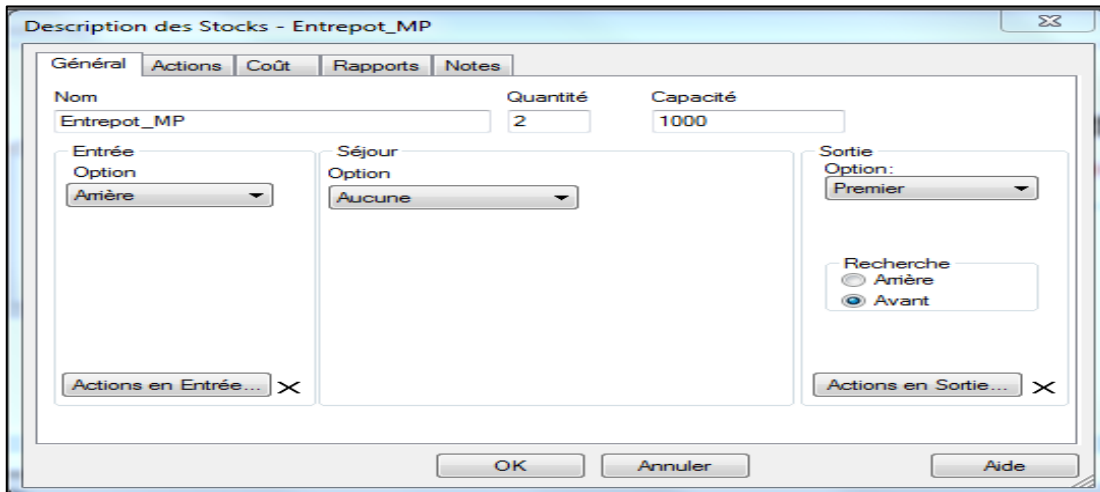 Description des Stocks - Entrepot_MP
Général Actions Coût Rapports Notes
Nom Quantité Capacité
Entrepot_MP 2 1000
Entrée Séjour Sortie
Option Option Option:
Arrière Aucune Premier
Recherche
Arrière
Avant
Actions en Entrée... Actions en Sortie...
OK Annuler Aide